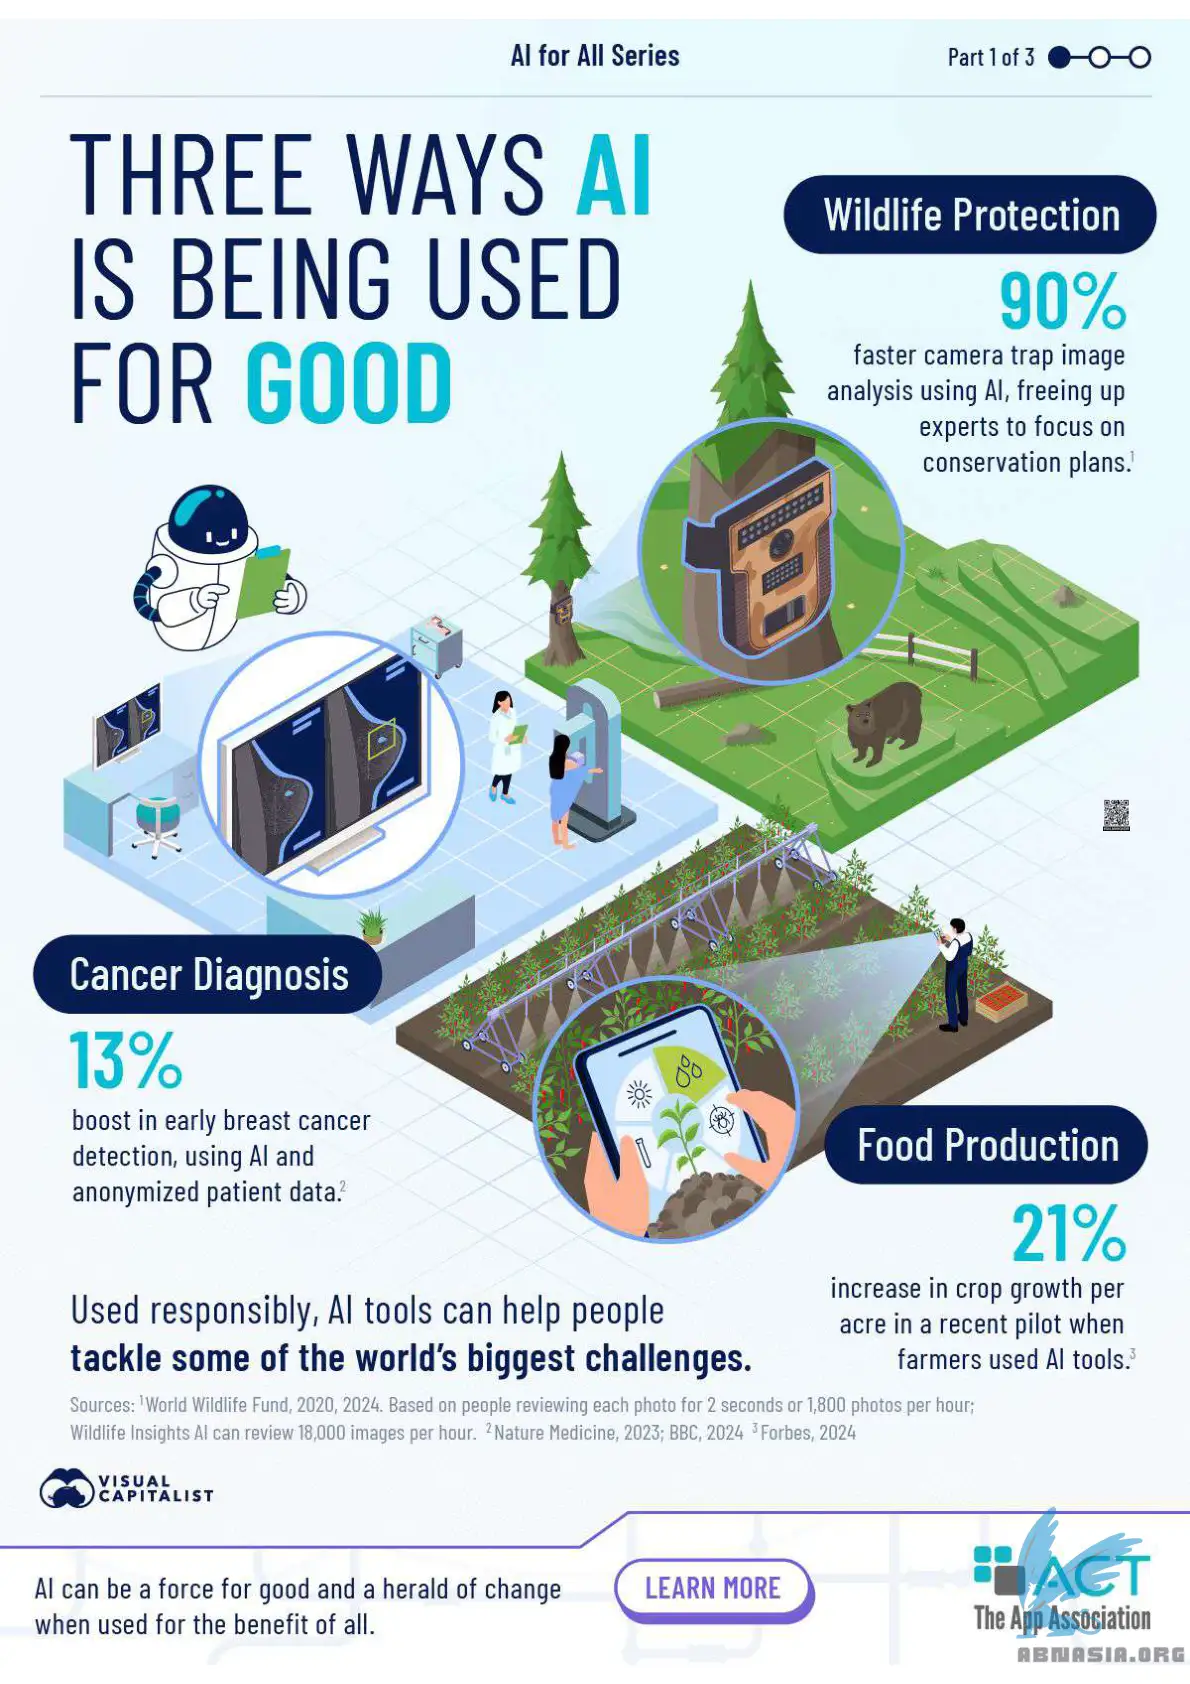 AI for All Series
Part 1 of 3
THREE WAYS AI
IS BEING USED
FOR GOOD
Wildlife Protection
90%
faster camera trap image
analysis using AI, freeing up
experts to focus on
conservation plans.1
Cancer Diagnosis
13%
boost in early breast cancer
detection, using AI and
anonymized patient data.2
Food Production
21%
increase in crop growth per
acre in a recent pilot when
farmers used AI tools.3
Used responsibly, AI tools can help people
tackle some of the world's biggest challenges.
Sources: 1 World Wildlife Fund, 2020, 2024. Based on people reviewing each photo for 2 seconds or 1,800 photos per hour;
Wildlife Insights AI can review 18,000 images per hour. 2 Nature Medicine, 2023; BBC, 2024 3 Forbes, 2024
VISUAL
CAPITALIST
AI can be a force for good and a herald of change
when used for the benefit of all.
LEARN MORE
ACT
The App Association
ABNASIA.ORG